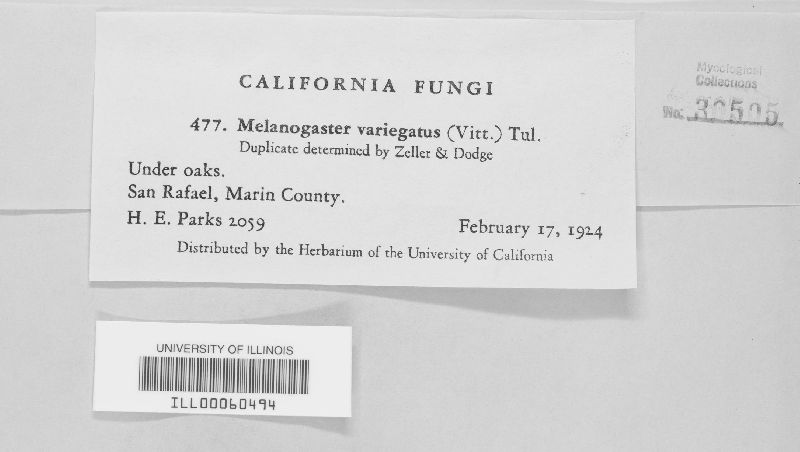 CALIFORNIA FUNGI
477. Melanogaster variegatus (Vitt.) Tul.
Duplicate determined by Zeller & Dodge
Under oaks.
San Rafael, Marin County.
H. E. Parks 2059 February 17, 1924
Distributed by the Herbarium of the University of California
Mycological
Collections
No. 30505
UNIVERSITY OF ILLINOIS
ILL00060494